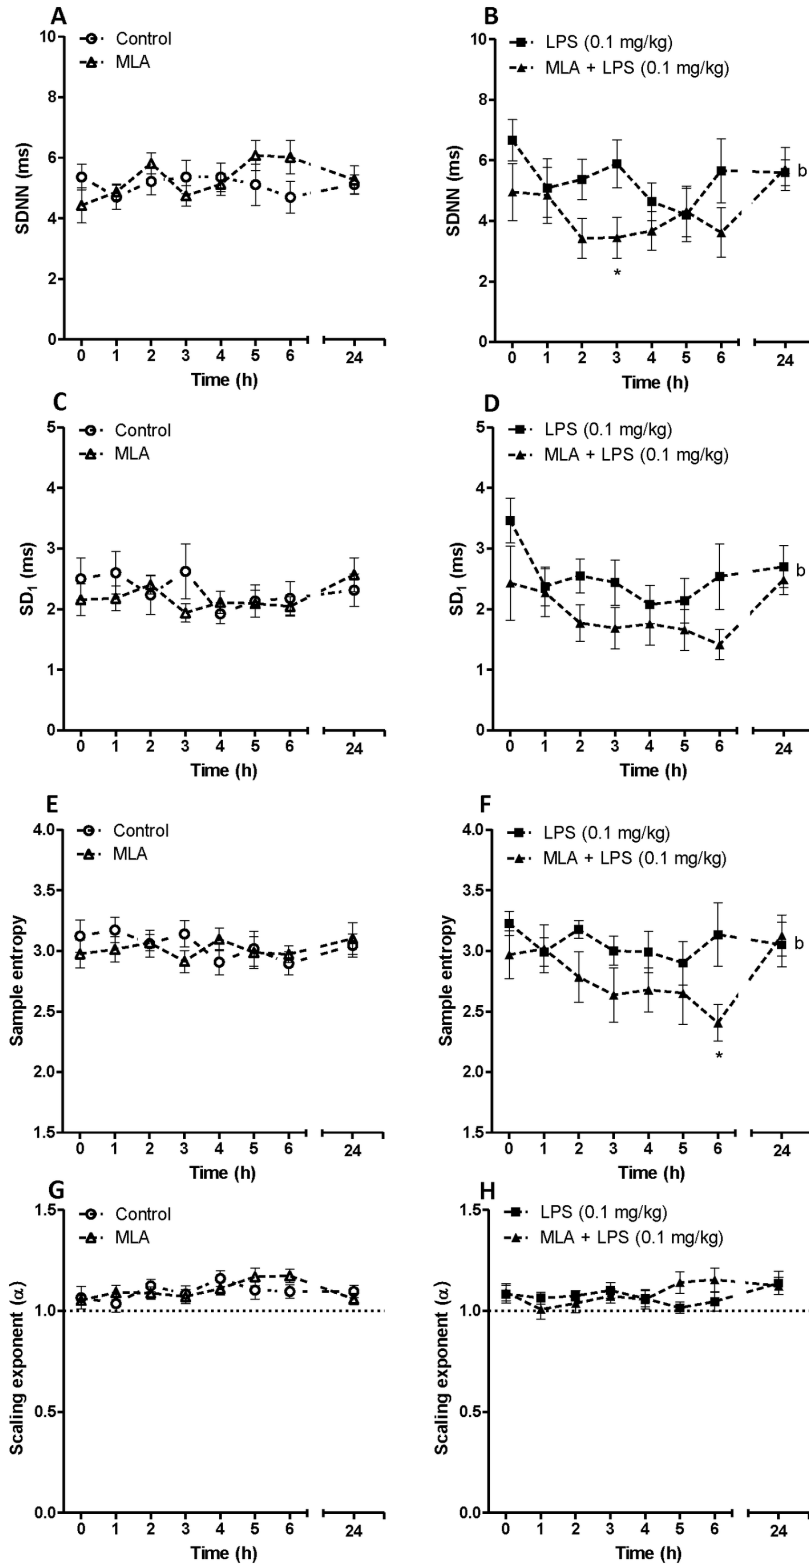 A
Control
MLA
SDNN (ms)
10
8
6
4
2
0
0 1 2 3 4 5 6 24
Time (h)
B
LPS (0.1 mg/kg)
MLA + LPS (0.1 mg/kg)
SDNN (ms)
10
8
6
4
2
0
b
*
0 1 2 3 4 5 6 24
Time (h)
C
Control
MLA
SD₁ (ms)
5
4
3
2
1
0
0 1 2 3 4 5 6 24
Time (h)
D
LPS (0.1 mg/kg)
MLA + LPS (0.1 mg/kg)
SD₁ (ms)
5
4
3
2
1
0
b
0 1 2 3 4 5 6 24
Time (h)
E
Control
MLA
Sample entropy
4.0
3.5
3.0
2.5
2.0
1.5
0 1 2 3 4 5 6 24
Time (h)
F
LPS (0.1 mg/kg)
MLA + LPS (0.1 mg/kg)
Sample entropy
4.0
3.5
3.0
2.5
2.0
1.5
b
*
0 1 2 3 4 5 6 24
Time (h)
G
Control
MLA
Scaling exponent (α)
1.5
1.0
0.5
0.0
0 1 2 3 4 5 6 24
Time (h)
H
LPS (0.1 mg/kg)
MLA + LPS (0.1 mg/kg)
Scaling exponent (α)
1.5
1.0
0.5
0.0
0 1 2 3 4 5 6 24
Time (h)